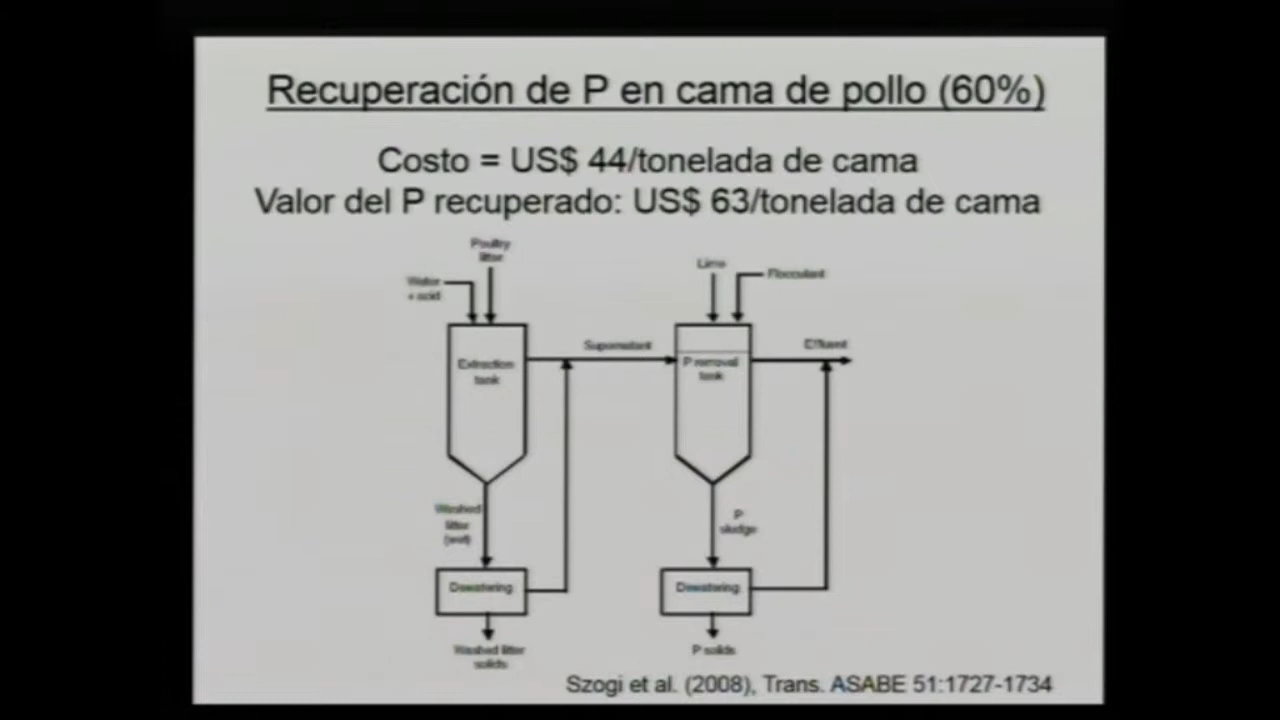 Recuperación de P en cama de pollo (60%)
Costo = US$ 44/tonelada de cama
Valor del P recuperado: US$ 63/tonelada de cama
Poultry
litter
Water
+ acid
Lime
Flocculant
Supernatant
Effluent
Extraction
tank
P removal
tank
Washed
litter
(wet)
P
sludge
Dewatering
Dewatering
Washed litter
solids
P solids
Szogi et al. (2008), Trans. ASABE 51:1727-1734